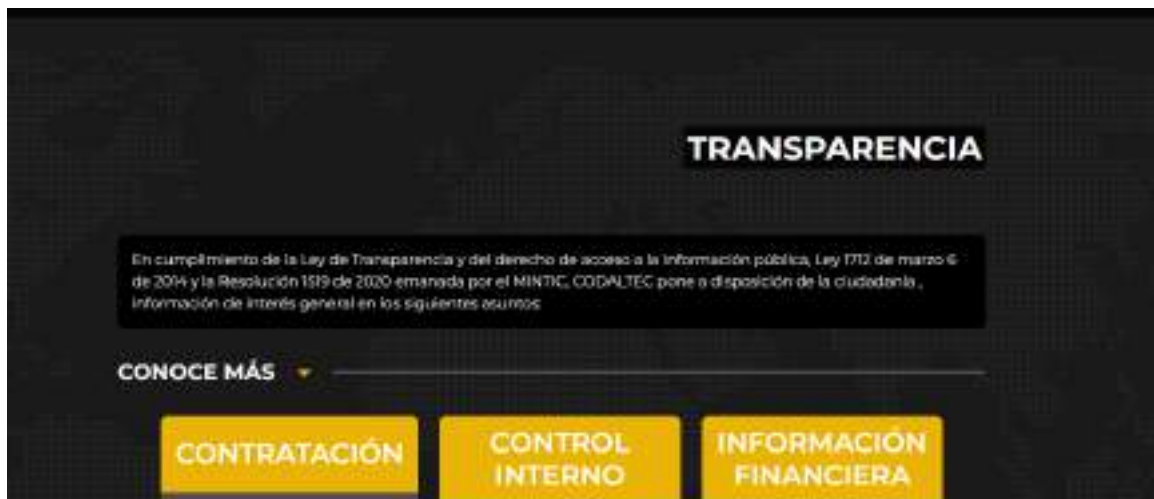 TRANSPARENCIA
En cumplimiento de la Ley de Transparencia y del derecho de acceso a la Información pública, Ley 1712 de marzo 6
de 2014 y la Resolución 1519 de 2020 emanada por el MINTIC, CODALTEC pone a disposición de la ciudadanía ,
información de interés general en los siguientes asuntos:
CONOCE MÁS
CONTRATACIÓN
CONTROL
INTERNO
INFORMACIÓN
FINANCIERA